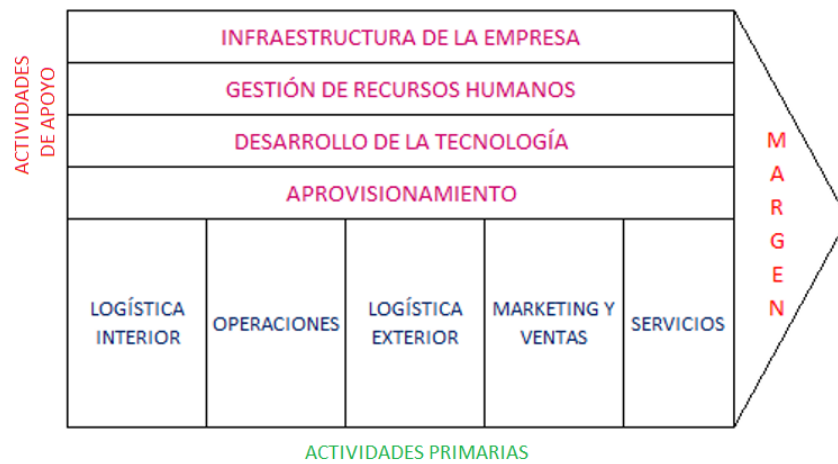 ACTIVIDADES
DE APOYO
INFRAESTRUCTURA DE LA EMPRESA
GESTIÓN DE RECURSOS HUMANOS
DESARROLLO DE LA TECNOLOGÍA
APROVISIONAMIENTO
LOGÍSTICA
INTERIOR
OPERACIONES
LOGÍSTICA
EXTERIOR
MARKETING Y
VENTAS
SERVICIOS
MARGEN
ACTIVIDADES PRIMARIAS